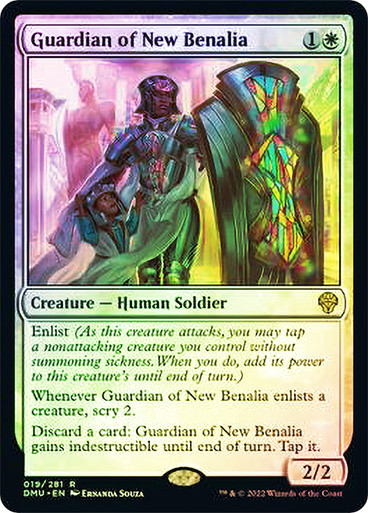 Guardian of New Benalia 1
Creature — Human Soldier
Enlist (As this creature attacks, you may tap
a nonattacking creature you control without
summoning sickness. When you do, add its power
to this creature's until end of turn.)
Whenever Guardian of New Benalia enlists a
creature, scry 2.
Discard a card: Guardian of New Benalia
gains indestructible until end of turn. Tap it.
2/2
019/281 R
DMU • EN Ernanda Souza
™ & © 2022 Wizards of the Coast